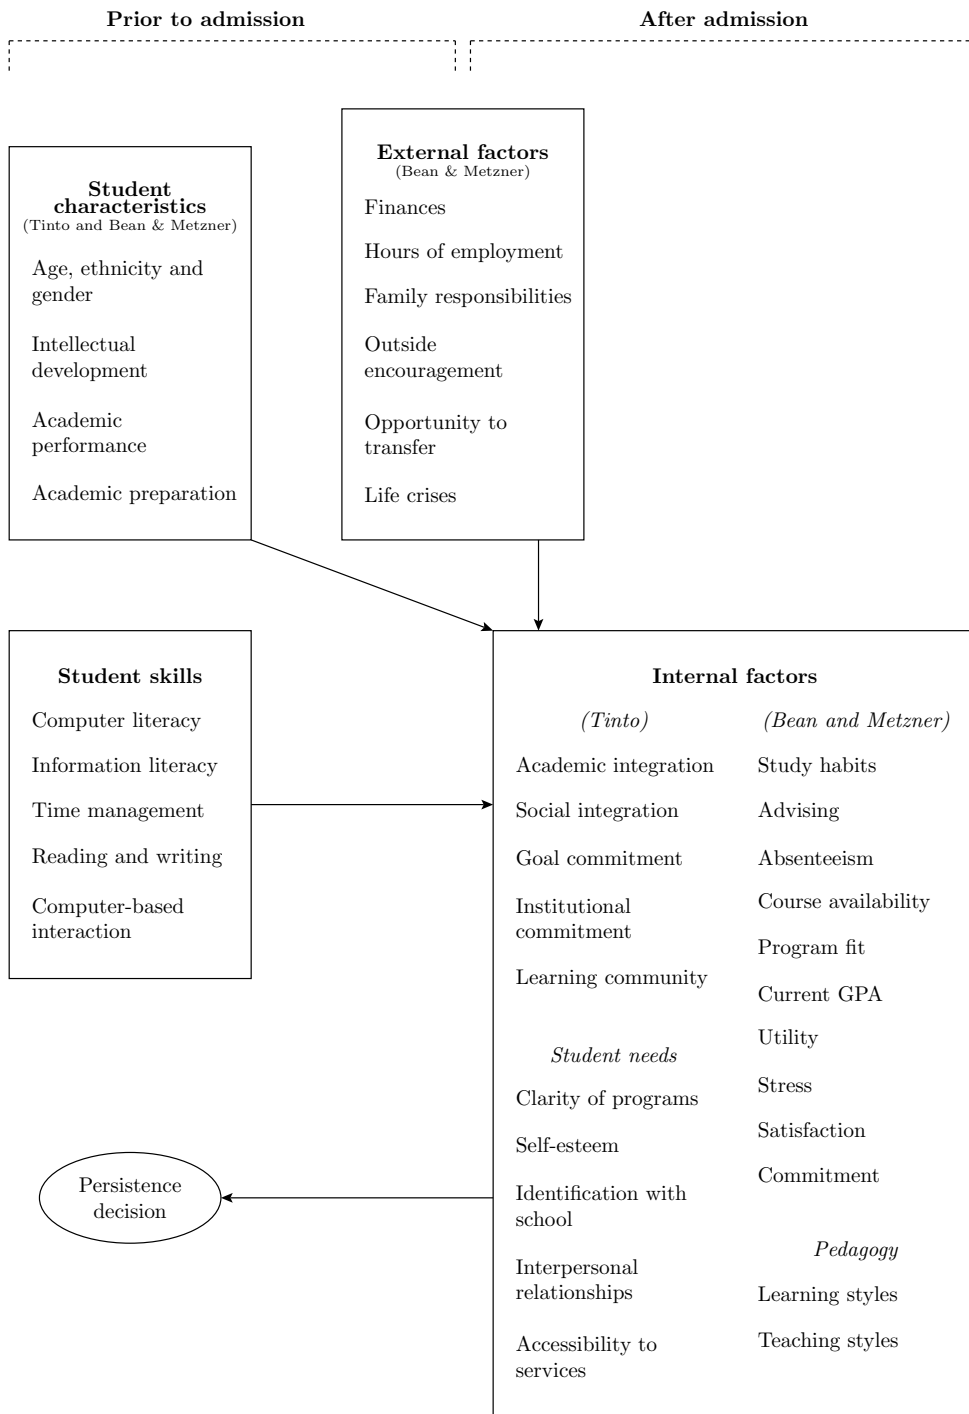 Prior to admission
After admission
Student
characteristics
(Tinto and Bean & Metzner)
Age, ethnicity and
gender
Intellectual
development
Academic
performance
Academic preparation
External factors
(Bean & Metzner)
Finances
Hours of employment
Family responsibilities
Outside
encouragement
Opportunity to
transfer
Life crises
Student skills
Computer literacy
Information literacy
Time management
Reading and writing
Computer-based
interaction
Internal factors
(Tinto)
Academic integration
Social integration
Goal commitment
Institutional
commitment
Learning community
Student needs
Clarity of programs
Self-esteem
Identification with
school
Interpersonal
relationships
Accessibility to
services
(Bean and Metzner)
Study habits
Advising
Absenteeism
Course availability
Program fit
Current GPA
Utility
Stress
Satisfaction
Commitment
Pedagogy
Learning styles
Teaching styles
Persistence
decision